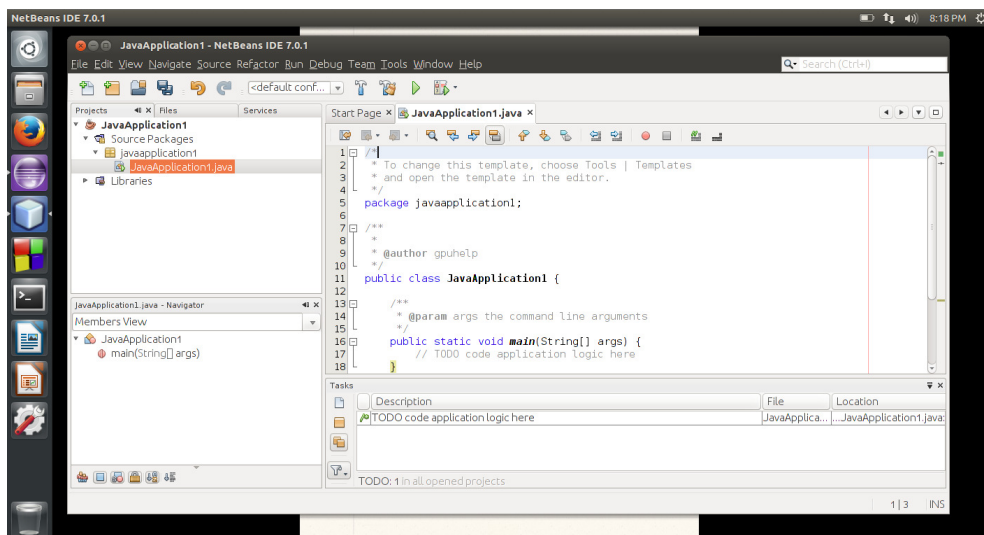 NetBeans IDE 7.0.1
8:18 PM
JavaApplication1 - NetBeans IDE 7.0.1
File Edit View Navigate Source Refactor Run Debug Team Tools Window Help
Search (Ctrl+I)
<default conf...
Projects Files Services
JavaApplication1
Source Packages
javaapplication1
JavaApplication1.java
Libraries
JavaApplication1.java - Navigator
Members View
JavaApplication1
main(String[] args)
Start Page JavaApplication1.java
1 /*
2 * To change this template, choose Tools | Templates
3 * and open the template in the editor.
4 */
5 package javaapplication1;
6
7 /**
8 *
9 * @author gpuhelp
10 */
11 public class JavaApplication1 {
12
13 /**
14 * @param args the command line arguments
15 */
16 public static void main(String[] args) {
17 // TODO code application logic here
18 }
Tasks
Description File Location
TODO code application logic here JavaApplica... ...JavaApplication1.java:
TODO: 1 in all opened projects
1|3 INS